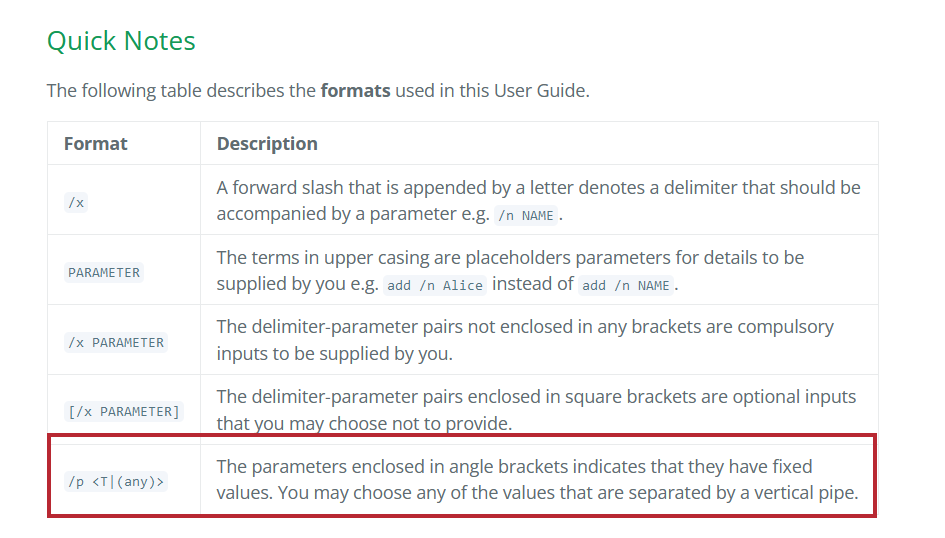 Quick Notes
The following table describes the formats used in this User Guide.
Format Description
/x
A forward slash that is appended by a letter denotes a delimiter that should be
accompanied by a parameter e.g. /n NAME.
PARAMETER
The terms in upper casing are placeholders parameters for details to be
supplied by you e.g. add /n Alice instead of add /n NAME.
/x PARAMETER
The delimiter-parameter pairs not enclosed in any brackets are compulsory
inputs to be supplied by you.
[/x PARAMETER]
The delimiter-parameter pairs enclosed in square brackets are optional inputs
that you may choose not to provide.
/p <T|(any)>
The parameters enclosed in angle brackets indicates that they have fixed
values. You may choose any of the values that are separated by a vertical pipe.